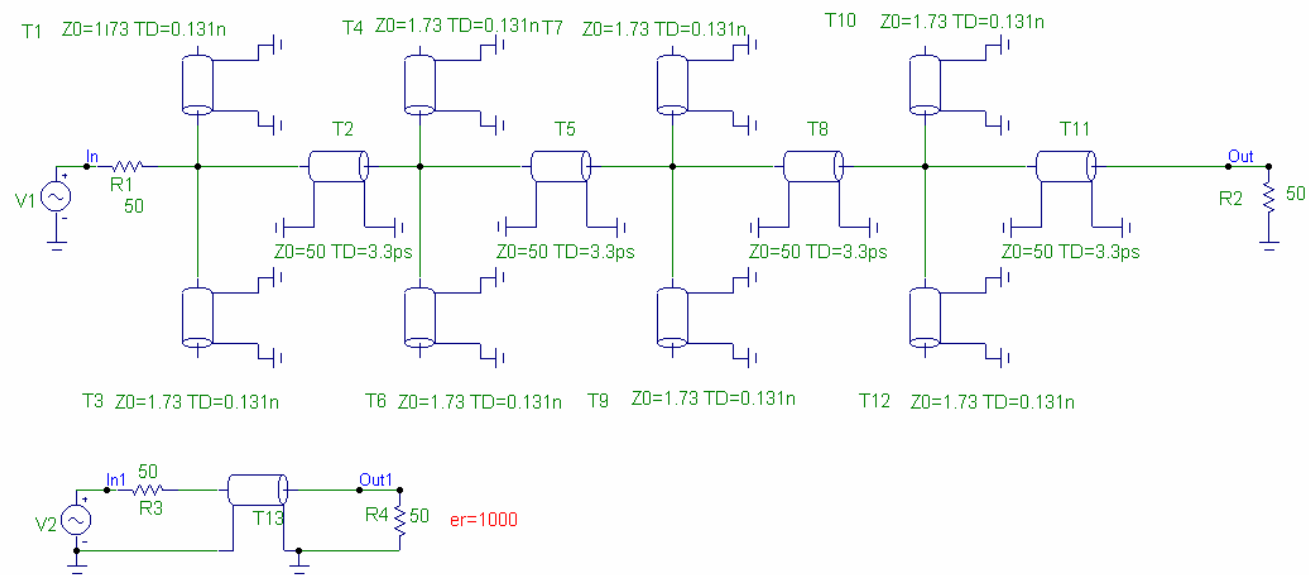 T1 Z0=1.73 TD=0.131n
T4 Z0=1.73 TD=0.131n
T7 Z0=1.73 TD=0.131n
T10 Z0=1.73 TD=0.131n
T2
T5
T8
T11
In
Out
V1
+
-
R1
50
R2
50
Z0=50 TD=3.3ps
Z0=50 TD=3.3ps
Z0=50 TD=3.3ps
Z0=50 TD=3.3ps
T3 Z0=1.73 TD=0.131n
T6 Z0=1.73 TD=0.131n
T9 Z0=1.73 TD=0.131n
T12 Z0=1.73 TD=0.131n
In1
50
Out1
R3
V2
+
-
T13
R4
50
er=1000